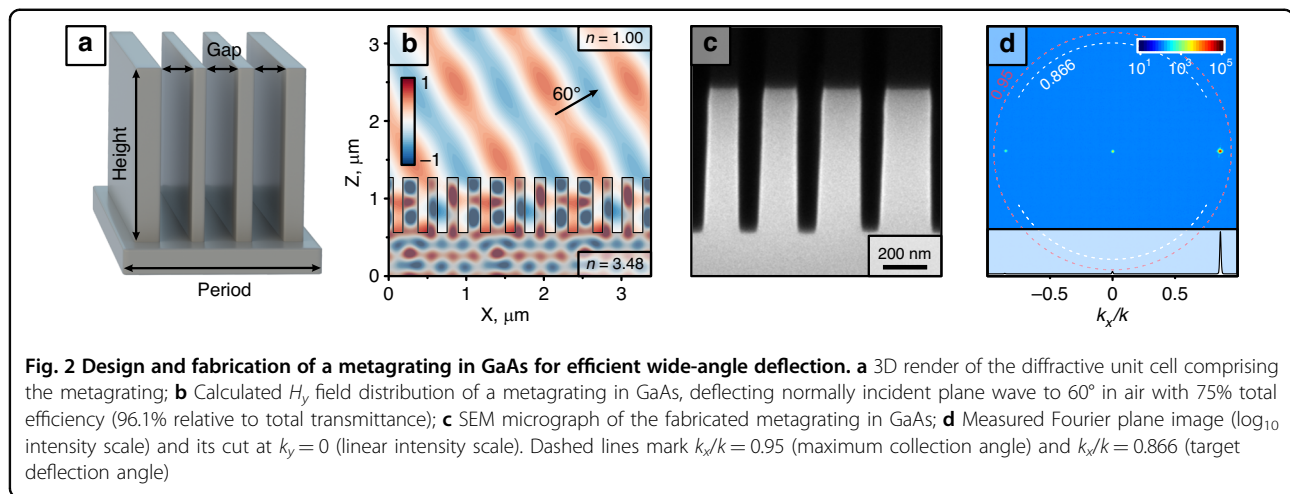 a
Gap
Height
Period
b
n = 1.00
3
2
1
0
Z, μm
1
−1
60°
n = 3.48
0
1
2
3
X, μm
c
200 nm
d
10¹
10³
10⁵
0.866
−0.5
0
0.5
kₓ/k
Fig. 2 Design and fabrication of a metagrating in GaAs for efficient wide-angle deflection. a 3D render of the diffractive unit cell comprising
the metagrating; b Calculated Hy field distribution of a metagrating in GaAs, deflecting normally incident plane wave to 60° in air with 75% total
efficiency (96.1% relative to total transmittance); c SEM micrograph of the fabricated metagrating in GaAs; d Measured Fourier plane image (log₁₀
intensity scale) and its cut at ky = 0 (linear intensity scale). Dashed lines mark kₓ/k = 0.95 (maximum collection angle) and kₓ/k = 0.866 (target
deflection angle)